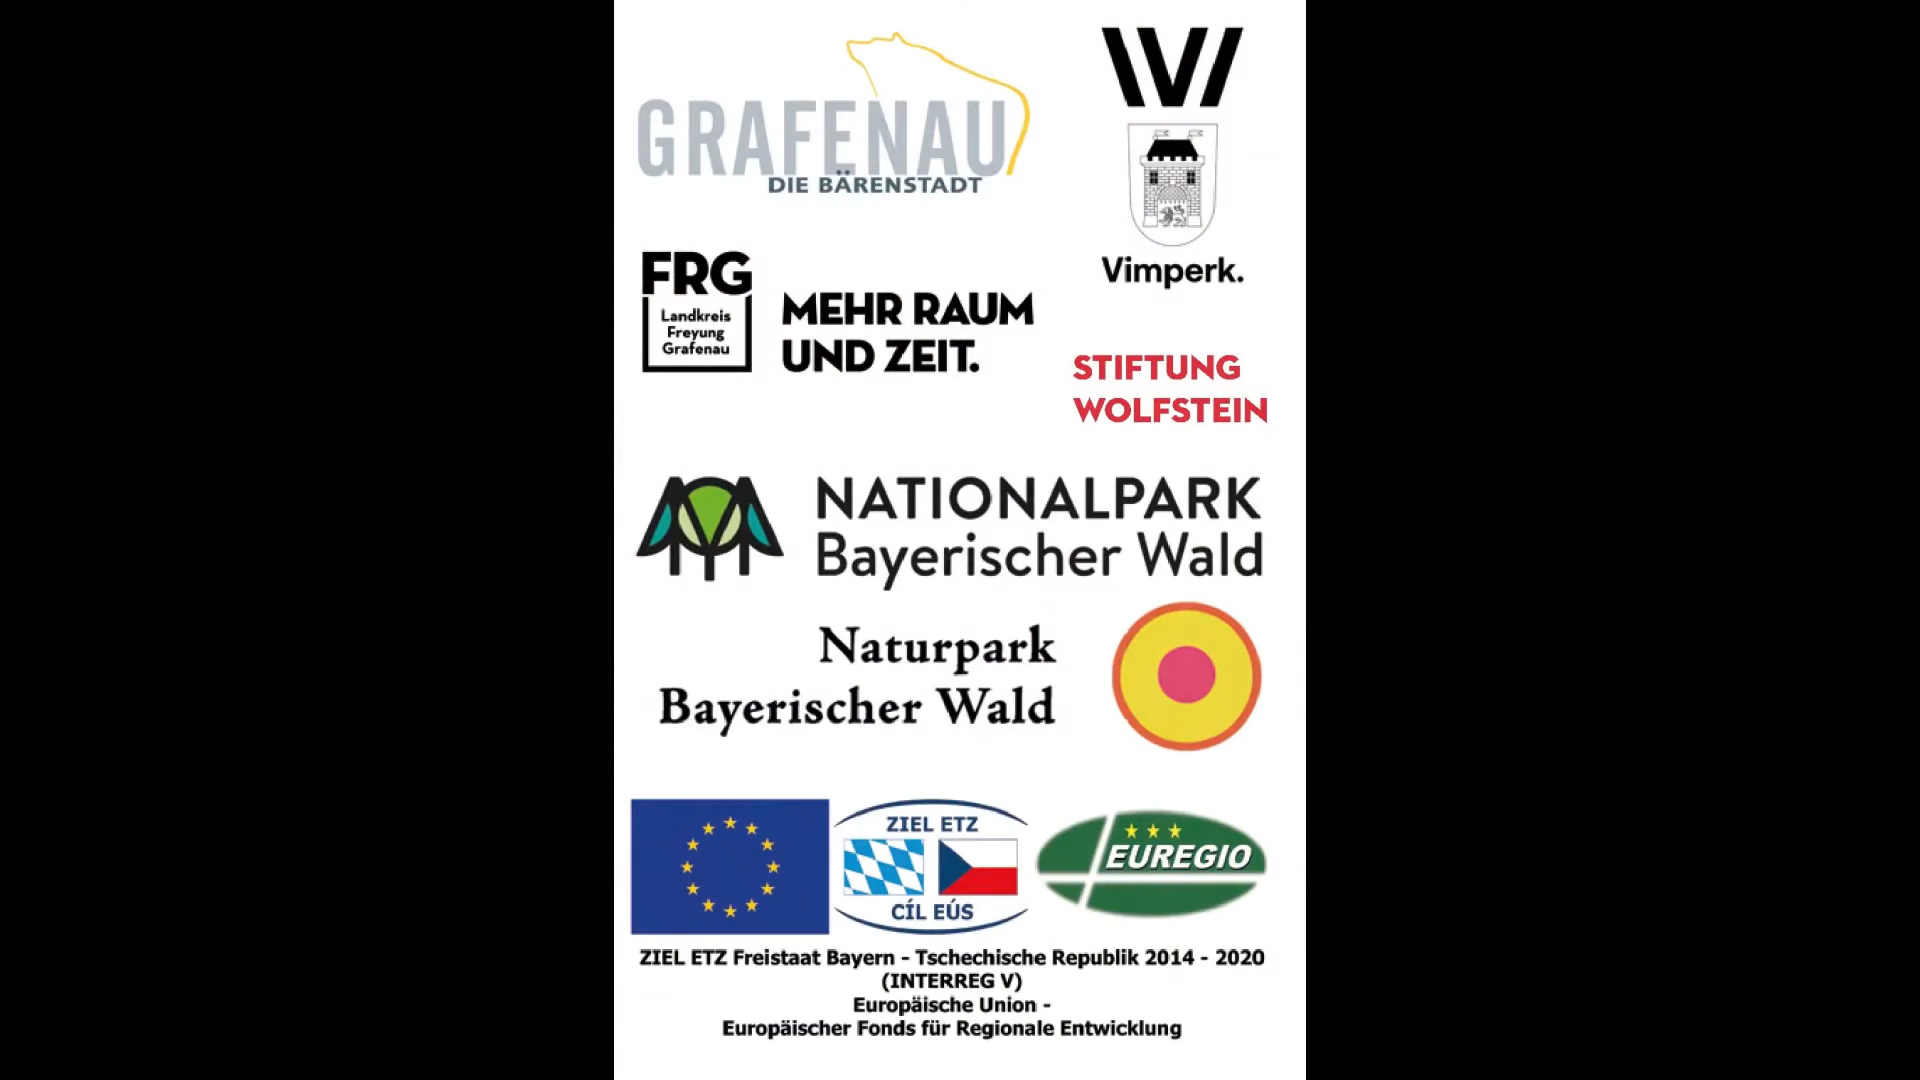 GRAFENAU
DIE BÄRENSTADT
Vimperk.
FRG
Landkreis
Freyung
Grafenau
MEHR RAUM
UND ZEIT.
STIFTUNG
WOLFSTEIN
NATIONALPARK
Bayerischer Wald
Naturpark
Bayerischer Wald
ZIEL ETZ
CÍL EÚS
EUREGIO
ZIEL ETZ Freistaat Bayern - Tschechische Republik 2014 - 2020
(INTERREG V)
Europäische Union -
Europäischer Fonds für Regionale Entwicklung